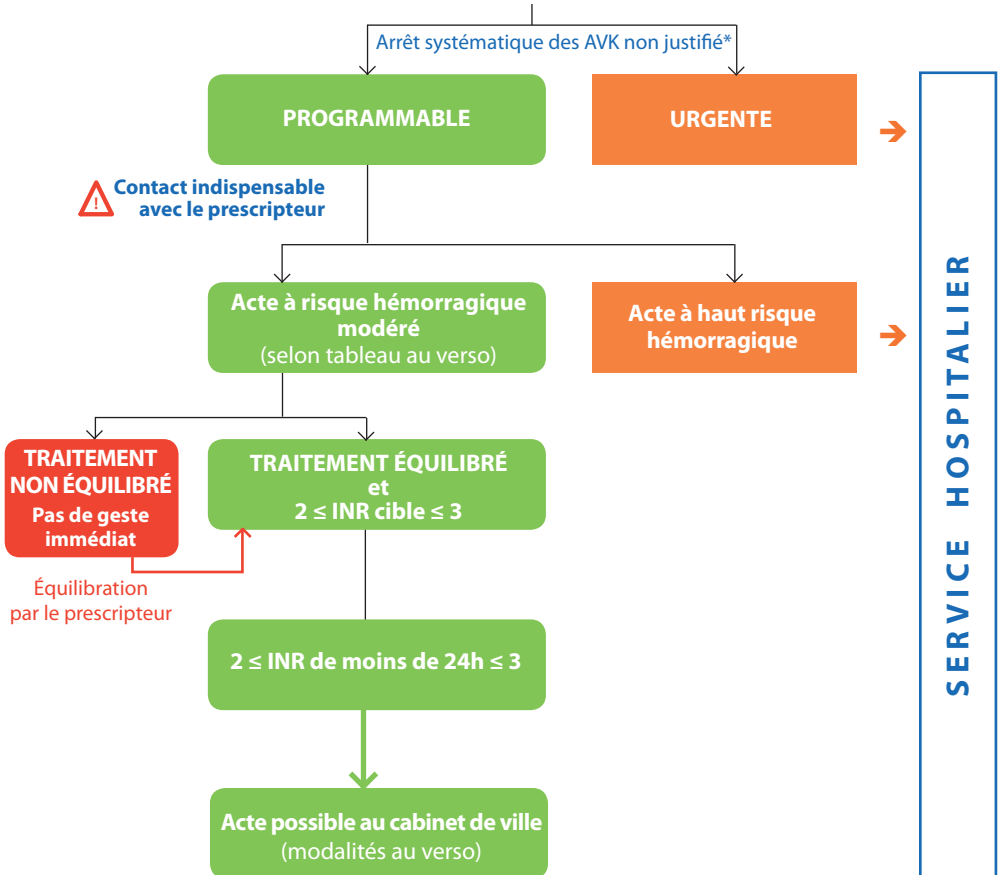 Arrêt systématique des AVK non justifié*
PROGRAMMABLE
URGENTE
!
Contact indispensable
avec le prescripteur
Acte à risque hémorragique
modéré
(selon tableau au verso)
Acte à haut risque
hémorragique
TRAITEMENT
NON ÉQUILIBRÉ
Pas de geste
immédiat
TRAITEMENT ÉQUILIBRÉ
et
2 ≤ INR cible ≤ 3
Équilibration
par le prescripteur
2 ≤ INR de moins de 24h ≤ 3
Acte possible au cabinet de ville
(modalités au verso)
SERVICE HOSPITALIER